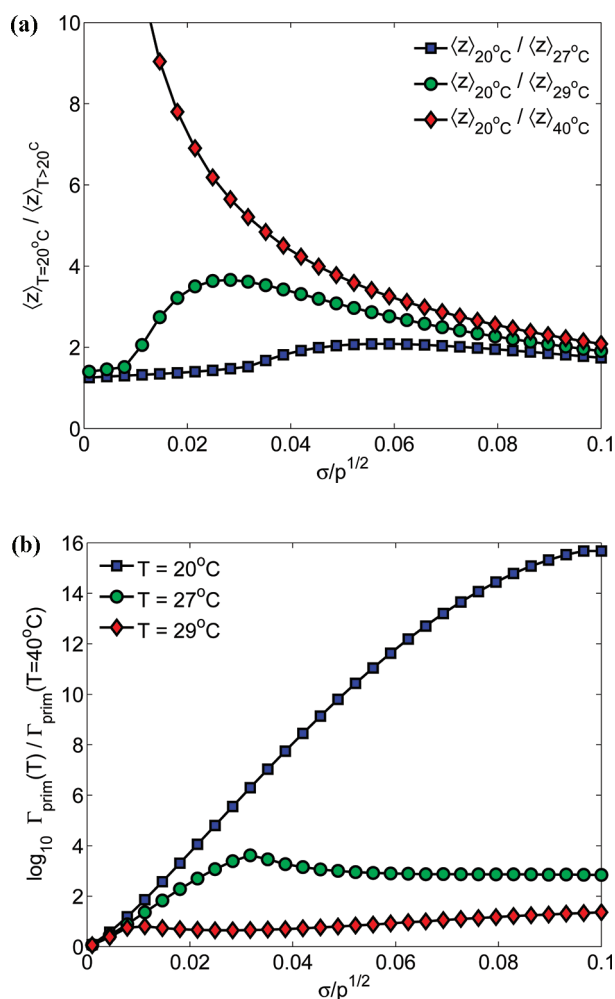 (a)
10
8
6
4
2
0
⟨z⟩T=20°C / ⟨z⟩T>20°C
⟨z⟩20°C / ⟨z⟩27°C
⟨z⟩20°C / ⟨z⟩29°C
⟨z⟩20°C / ⟨z⟩40°C
0 0.02 0.04 0.06 0.08 0.1
σ/p^1/2
(b)
16
14
12
10
8
6
4
2
0
log10 Γprim(T) / Γprim(T=40°C)
T = 20°C
T = 27°C
T = 29°C
0 0.02 0.04 0.06 0.08 0.1
σ/p^1/2